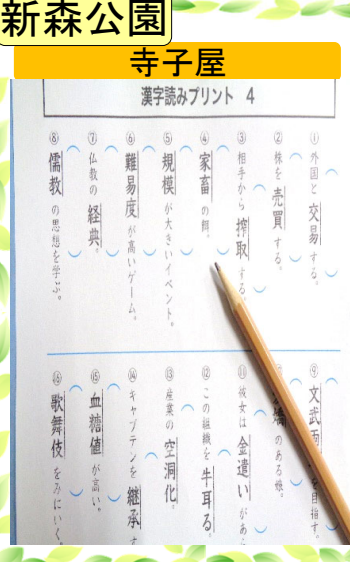 新森公園
寺子屋
漢字読みプリント 4
① 外国と 交易 する。
② 株を 売買 する。
③ 相手から 搾取 する。
④ 家畜 の餌。
⑤ 規模 が大きいイベント。
⑥ 難易度 が高いゲーム。
⑦ 仏教の 経典。
⑧ 儒教 の思想を学ぶ。
⑨ 文武 を目指す。
のある娘。
⑪ 彼女は 金遣い があ
⑫ この組織を 牛耳る。
⑬ 産業の 空洞化。
⑭ キャプテンを 継承 す
⑮ 血糖値 が高い。
⑯ 歌舞伎 をみにいく。